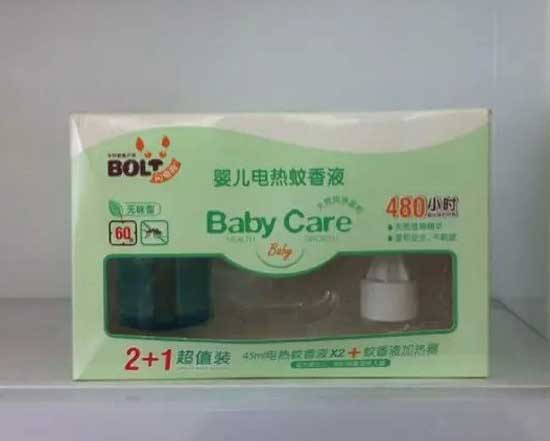 BOLT
婴儿电热蚊香液
无味型
60
480小时
Baby Care
HEALTH GROWTH
Baby
2+1超值装
45ml电热蚊香液X2+蚊香液加热器